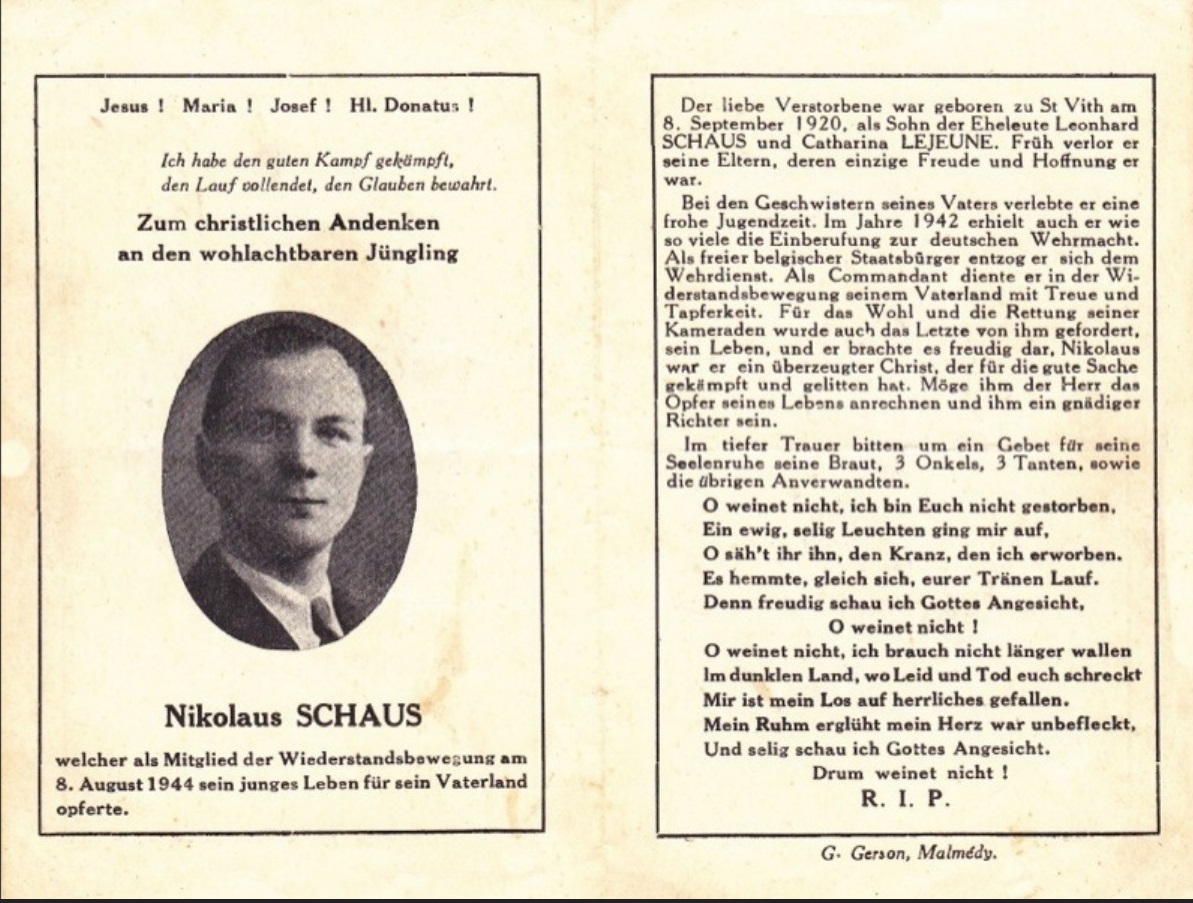 Jesus ! Maria ! Josef ! Hl. Donatus !
Ich habe den guten Kampf gekämpft,
den Lauf vollendet, den Glauben bewahrt.
Zum christlichen Andenken
an den wohlachtbaren Jüngling
Nikolaus SCHAUS
welcher als Mitglied der Wiederstandsbewegung am
8. August 1944 sein junges Leben für sein Vaterland
opferte.
Der liebe Verstorbene war geboren zu St Vith am
8. September 1920, als Sohn der Eheleute Leonhard
SCHAUS und Catharina LEJEUNE. Früh verlor er
seine Eltern, deren einzige Freude und Hoffnung er
war.
Bei den Geschwistern seines Vaters verlebte er eine
frohe Jugendzeit. Im Jahre 1942 erhielt auch er wie
so viele die Einberufung zur deutschen Wehrmacht.
Als freier belgischer Staatsbürger entzog er sich dem
Wehrdienst. Als Commandant diente er in der Wi-
derstandsbewegung seinem Vaterland mit Treue und
Tapferkeit. Für das Wohl und die Rettung seiner
Kameraden wurde auch das Letzte von ihm gefordert,
sein Leben, und er brachte es freudig dar, Nikolaus
war er ein überzeugter Christ, der für die gute Sache
gekämpft und gelitten hat. Möge ihm der Herr das
Opfer seines Lebens anrechnen und ihm ein gnädiger
Richter sein.
Im tiefer Trauer bitten um ein Gebet für seine
Seelenruhe seine Braut, 3 Onkels, 3 Tanten, sowie
die übrigen Anverwandten.
O weinet nicht, ich bin Euch nicht gestorben,
Ein ewig, selig Leuchten ging mir auf,
O säh't ihr ihn, den Kranz, den ich erworben.
Es hemmte, gleich sich, eurer Tränen Lauf.
Denn freudig schau ich Gottes Angesicht,
O weinet nicht !
O weinet nicht, ich brauch nicht länger wallen
Im dunklen Land, wo Leid und Tod euch schreckt
Mir ist mein Los auf herrliches gefallen.
Mein Ruhm erglüht mein Herz war unbefleckt,
Und selig schau ich Gottes Angesicht.
Drum weinet nicht !
R. I. P.
G. Gerson, Malmédy.